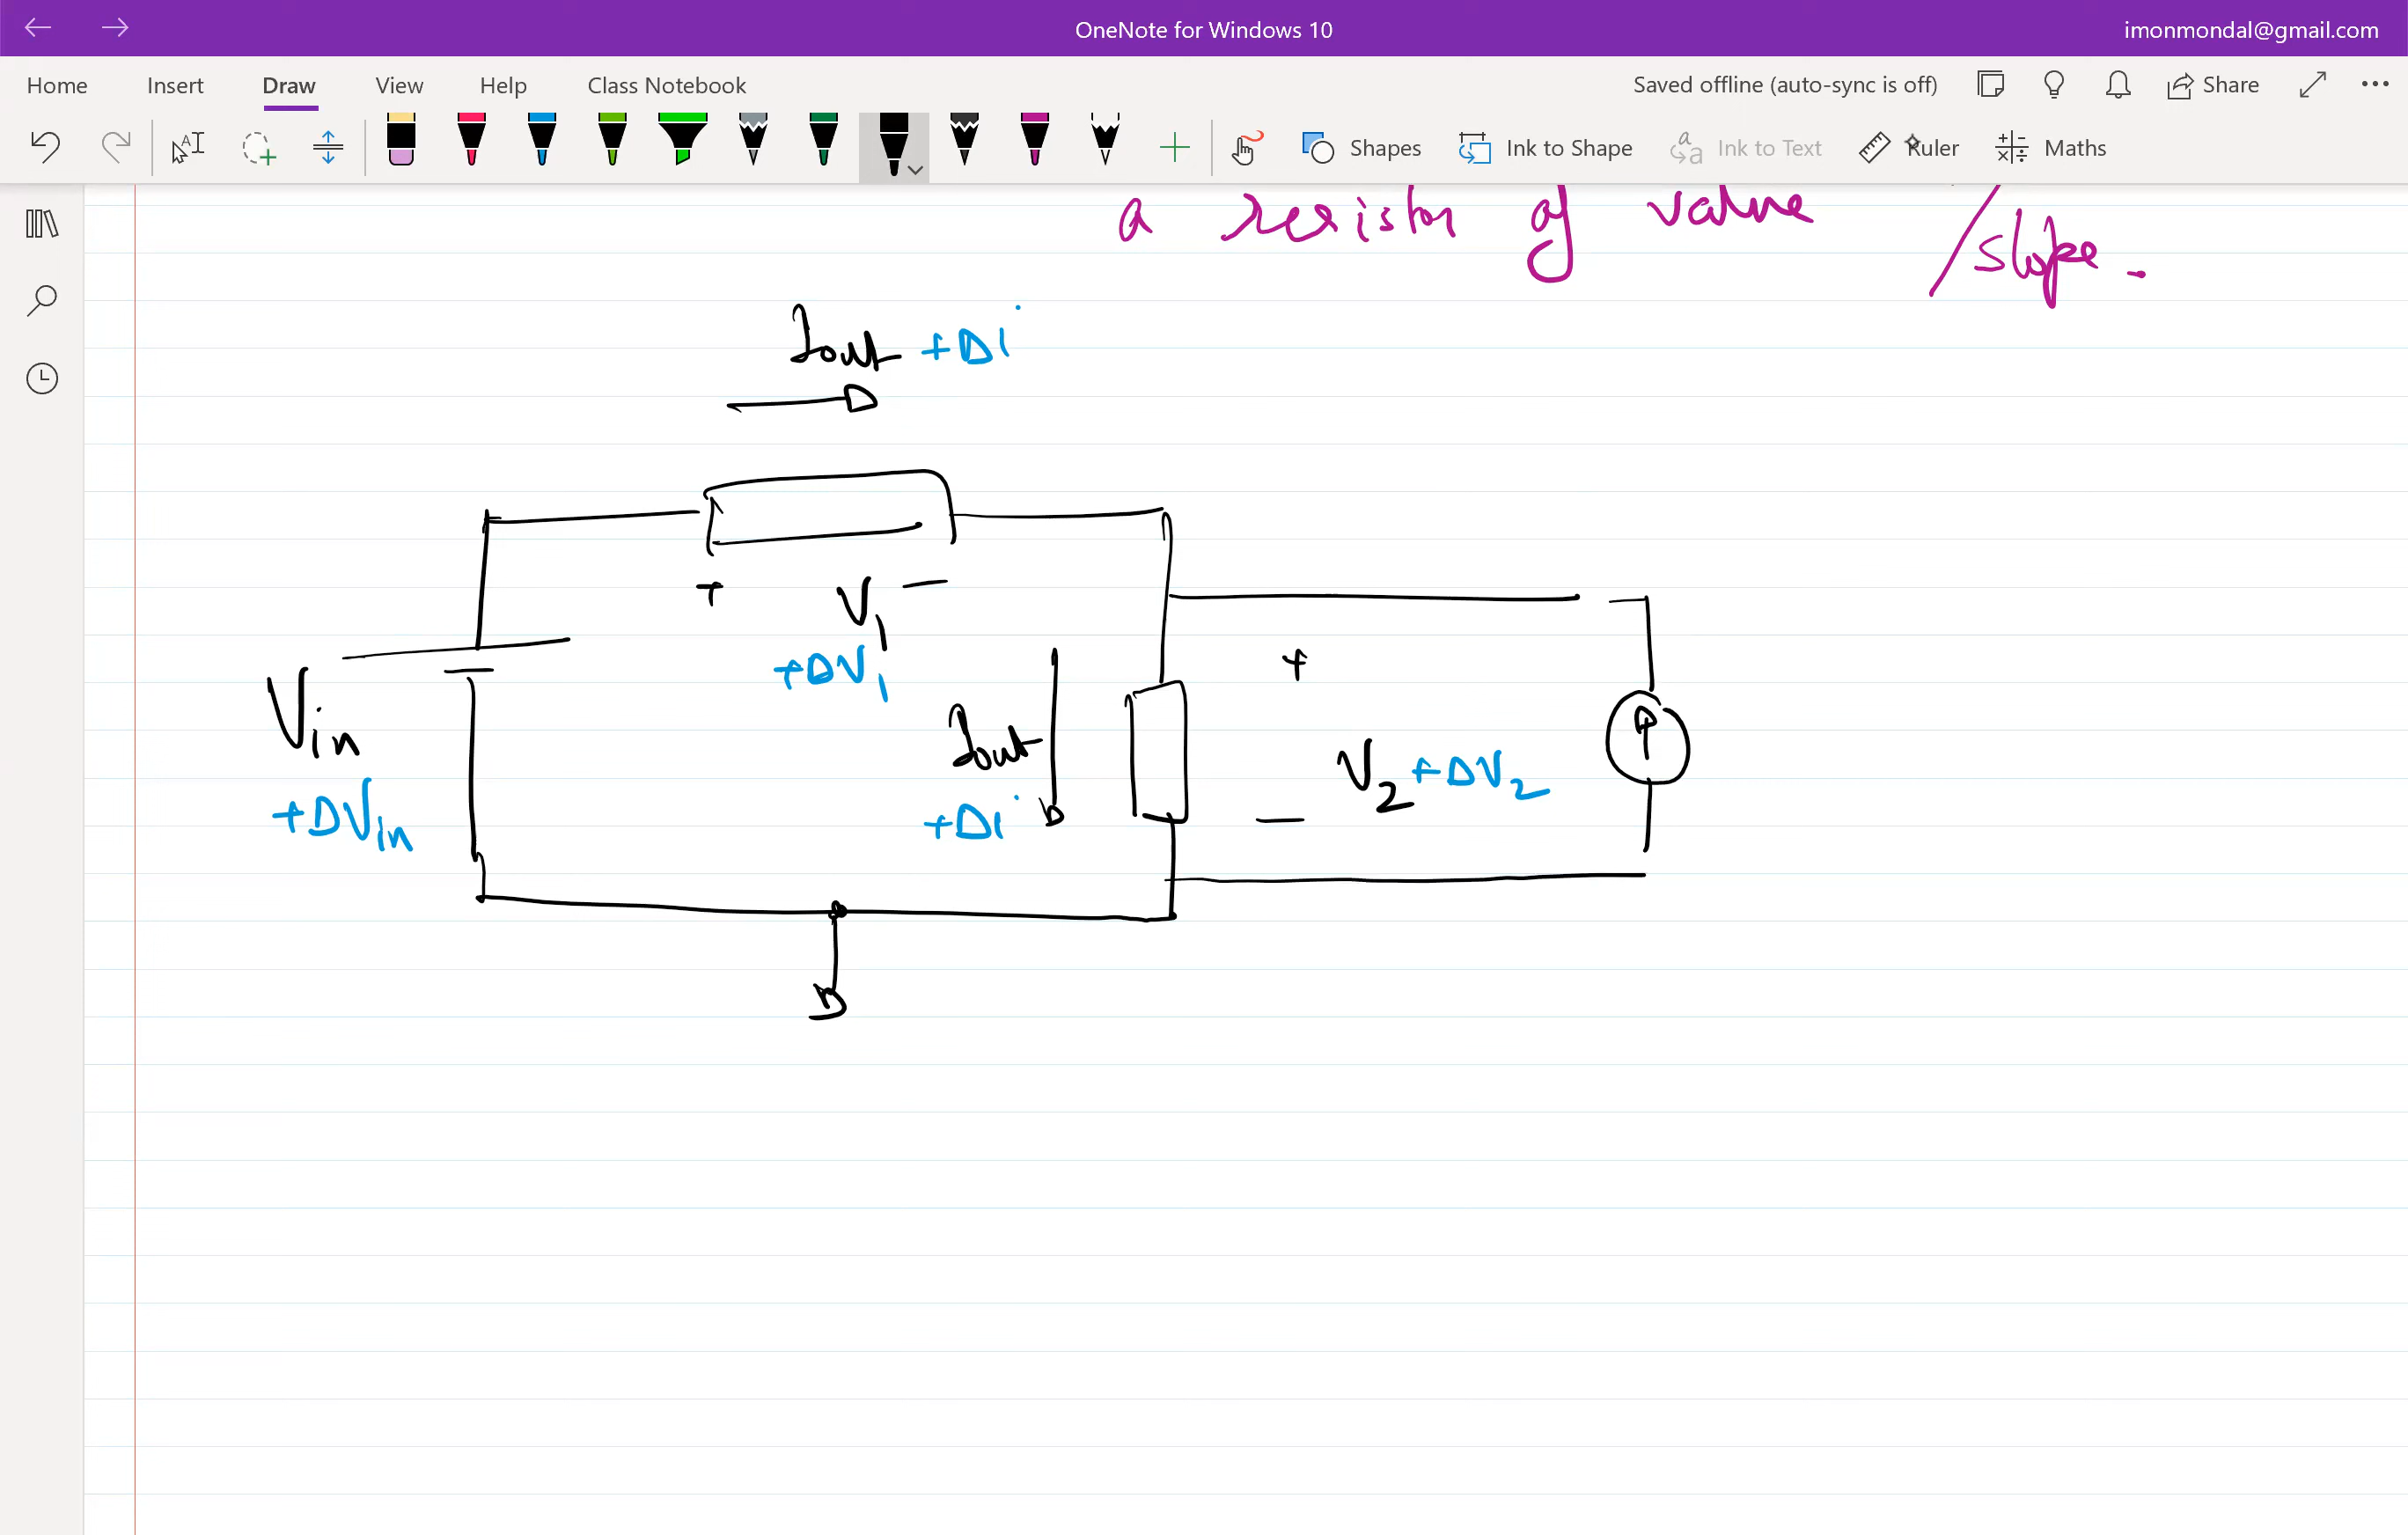 OneNote for Windows 10
imonmondal@gmail.com
Home Insert Draw View Help Class Notebook
Saved offline (auto-sync is off) Share
Shapes Ink to Shape Ink to Text Ruler Maths
a resistor of value /slope.
Iout +Δi
+ V1 −
+ΔV1
Vin
+ΔVin
Iout
+Δi
+
V2 +ΔV2
−